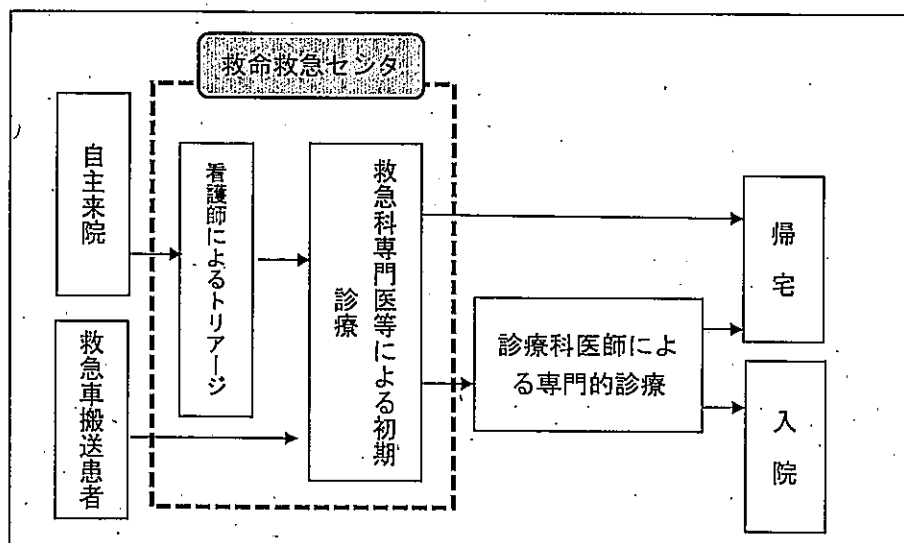 救命救急センタ
自主来院
看護師によるトリアージ
救急科専門医等による初期
診療
救急車搬送患者
診療科医師によ
る専門的診療
帰宅
入院